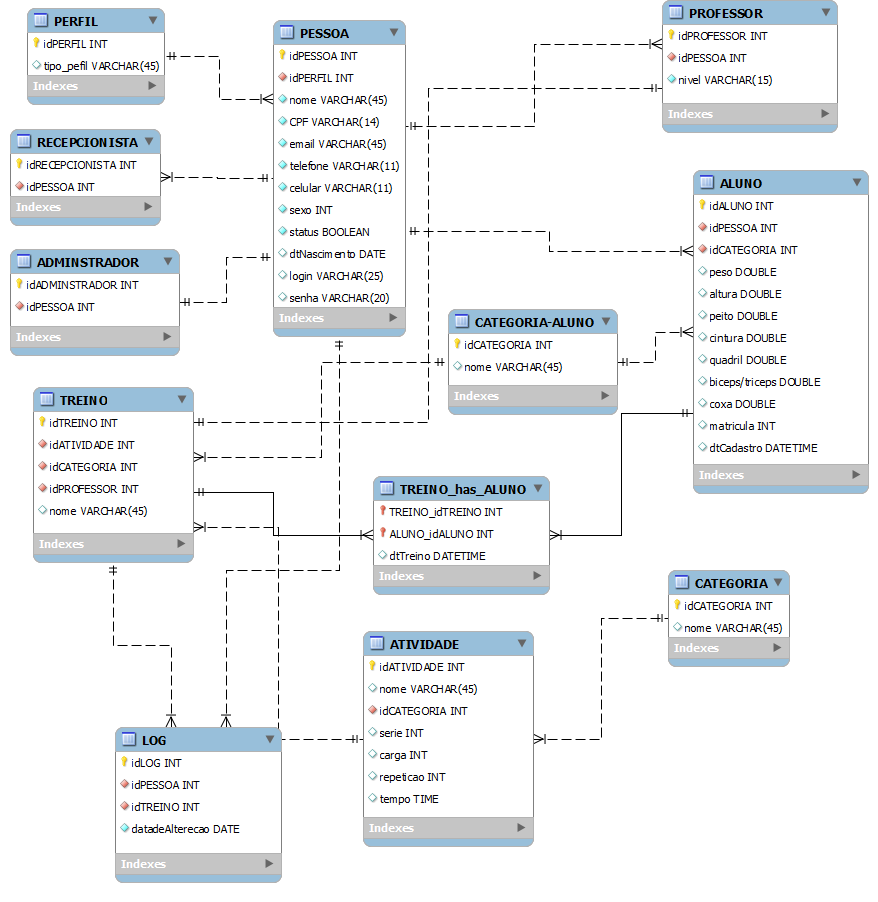 PERFIL
idPERFIL INT
tipo_pefil VARCHAR(45)
Indexes
RECEPCIONISTA
idRECEPCIONISTA INT
idPESSOA INT
Indexes
ADMINSTRADOR
idADMINSTRADOR INT
idPESSOA INT
Indexes
PESSOA
idPESSOA INT
idPERFIL INT
nome VARCHAR(45)
CPF VARCHAR(14)
email VARCHAR(45)
telefone VARCHAR(11)
celular VARCHAR(11)
sexo INT
status BOOLEAN
dtNascimento DATE
login VARCHAR(25)
senha VARCHAR(20)
Indexes
PROFESSOR
idPROFESSOR INT
idPESSOA INT
nivel VARCHAR(15)
Indexes
ALUNO
idALUNO INT
idPESSOA INT
idCATEGORIA INT
peso DOUBLE
altura DOUBLE
peito DOUBLE
cintura DOUBLE
quadril DOUBLE
biceps/triceps DOUBLE
coxa DOUBLE
matricula INT
dtCadastro DATETIME
Indexes
CATEGORIA-ALUNO
idCATEGORIA INT
nome VARCHAR(45)
Indexes
TREINO
idTREINO INT
idATIVIDADE INT
idCATEGORIA INT
idPROFESSOR INT
nome VARCHAR(45)
Indexes
TREINO_has_ALUNO
TREINO_idTREINO INT
ALUNO_idALUNO INT
dtTreino DATETIME
Indexes
CATEGORIA
idCATEGORIA INT
nome VARCHAR(45)
Indexes
ATIVIDADE
idATIVIDADE INT
nome VARCHAR(45)
idCATEGORIA INT
serie INT
carga INT
repeticao INT
tempo TIME
Indexes
LOG
idLOG INT
idPESSOA INT
idTREINO INT
datadeAlterecao DATE
Indexes